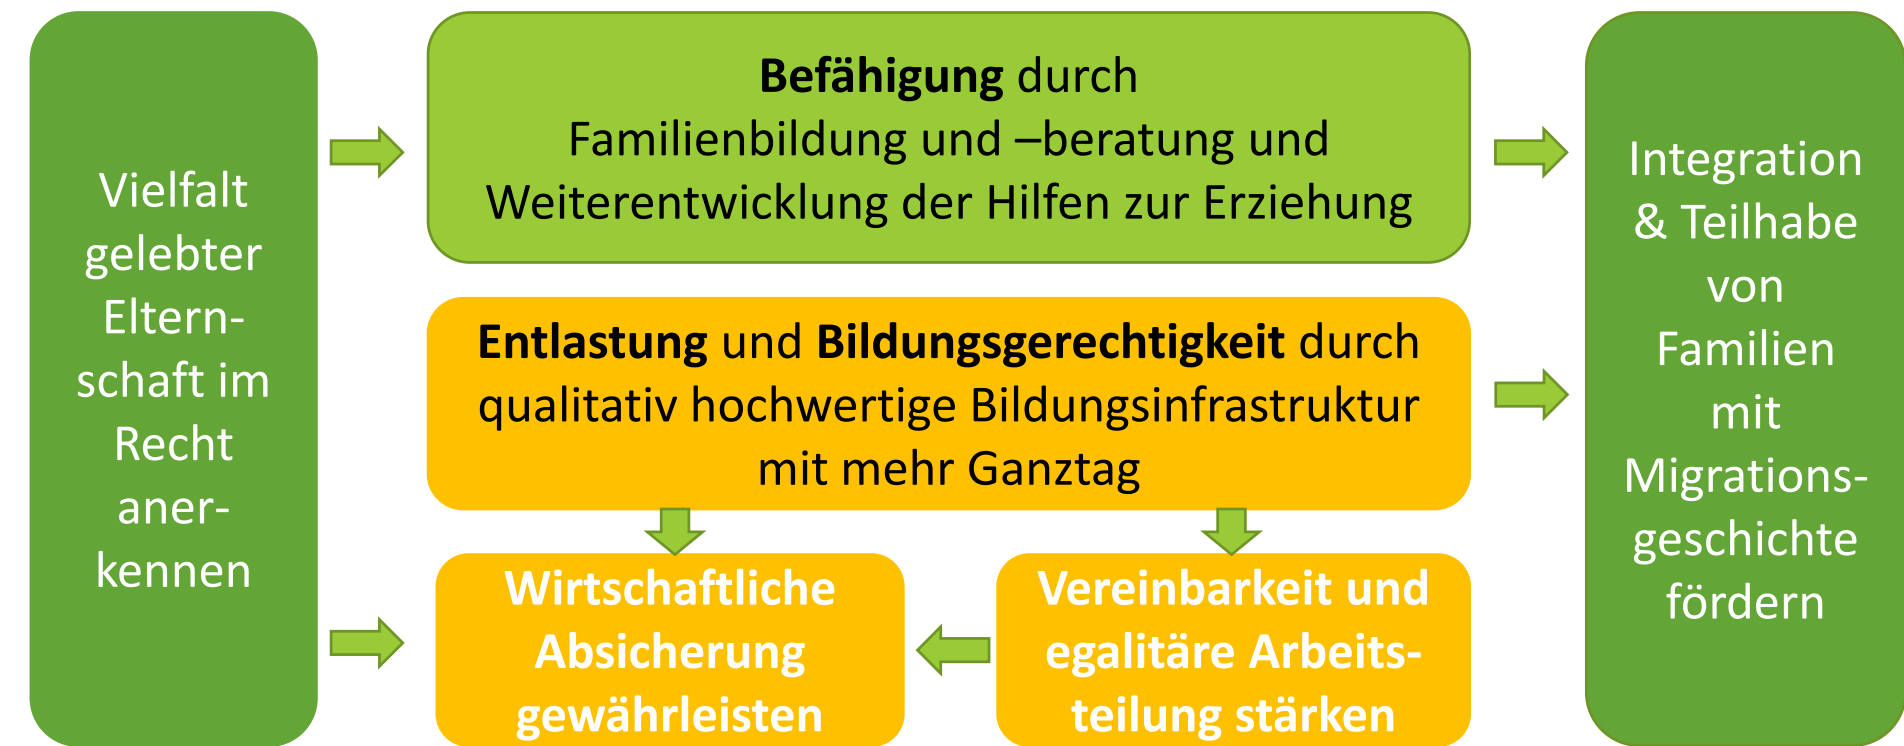 Vielfalt
gelebter
Eltern-
schaft im
Recht
aner-
kennen
Befähigung durch
Familienbildung und –beratung und
Weiterentwicklung der Hilfen zur Erziehung
Entlastung und Bildungsgerechtigkeit durch
qualitativ hochwertige Bildungsinfrastruktur
mit mehr Ganztag
Wirtschaftliche
Absicherung
gewährleisten
Vereinbarkeit und
egalitäre Arbeits-
teilung stärken
Integration
& Teilhabe
von
Familien
mit
Migrations-
geschichte
fördern